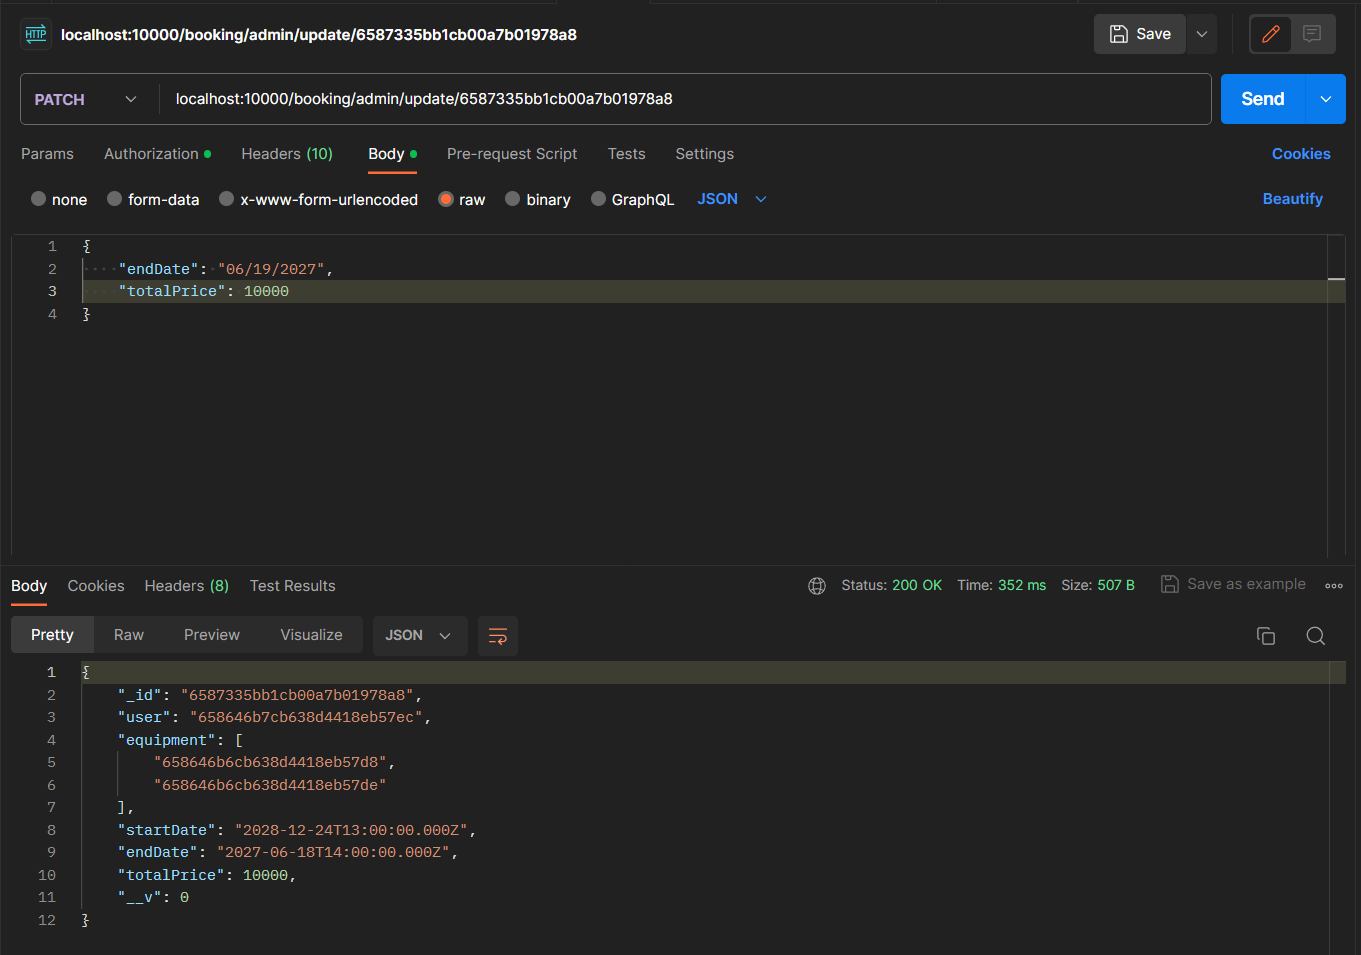 HTTP localhost:10000/booking/admin/update/6587335bb1cb00a7b01978a8 Save
PATCH localhost:10000/booking/admin/update/6587335bb1cb00a7b01978a8 Send
Params Authorization Headers (10) Body Pre-request Script Tests Settings Cookies
none form-data x-www-form-urlencoded raw binary GraphQL JSON Beautify
1 {
2 "endDate": "06/19/2027",
3 "totalPrice": 10000
4 }
Body Cookies Headers (8) Test Results Status: 200 OK Time: 352 ms Size: 507 B Save as example
Pretty Raw Preview Visualize JSON
1 {
2 "_id": "6587335bb1cb00a7b01978a8",
3 "user": "658646b7cb638d4418eb57ec",
4 "equipment": [
5 "658646b6cb638d4418eb57d8",
6 "658646b6cb638d4418eb57de"
7 ],
8 "startDate": "2028-12-24T13:00:00.000Z",
9 "endDate": "2027-06-18T14:00:00.000Z",
10 "totalPrice": 10000,
11 "__v": 0
12 }